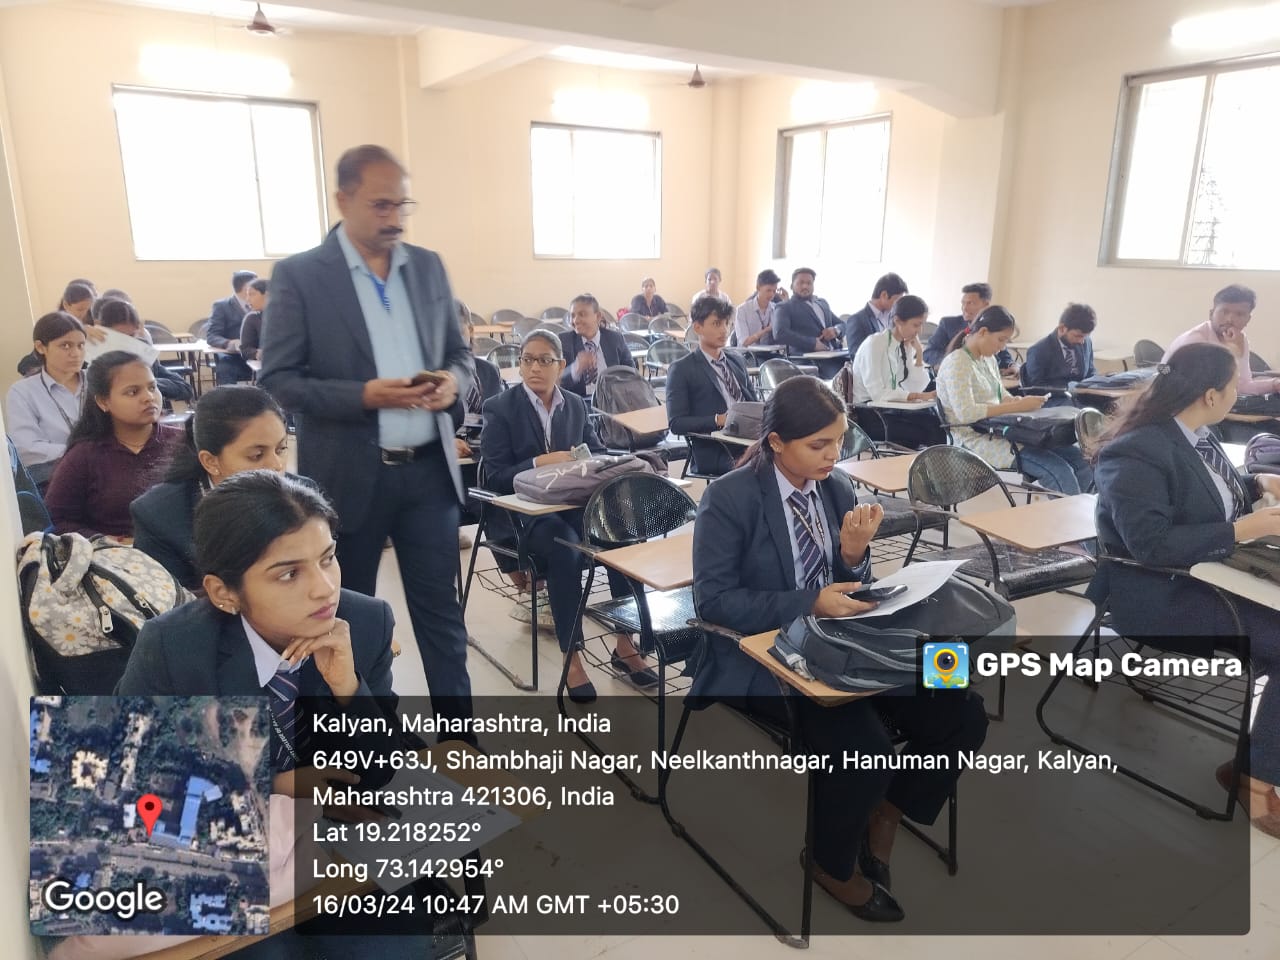 GPS Map Camera
Kalyan, Maharashtra, India
649V+63J, Shambhaji Nagar, Neelkanthnagar, Hanuman Nagar, Kalyan,
Maharashtra 421306, India
Lat 19.218252°
Long 73.142954°
16/03/24 10:47 AM GMT +05:30
Google